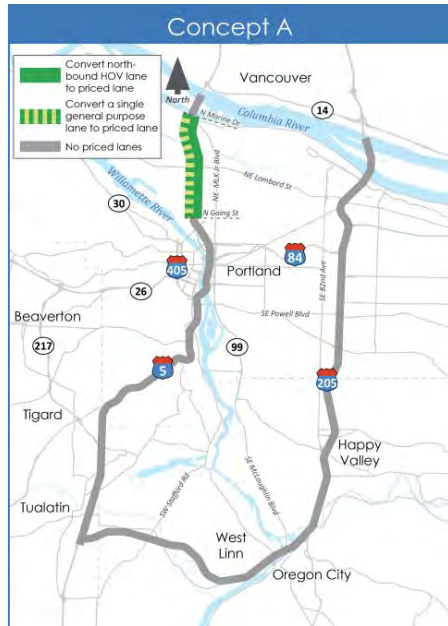 Concept A
Convert north-
bound HOV lane
to priced lane
Convert a single
general purpose
lane to priced lane
No priced lanes
North
Vancouver
14
N Marine Dr
Columbia River
NE MLK Jr Blvd
NE Lombard St
Willamette River
30
N Going St
405
Portland
84
26
SE 82nd Ave
Beaverton
SE Powell Blvd
217
99
5
205
Tigard
Happy
Valley
SE McLoughlin Blvd
Tualatin
SW Stafford Rd
West
Linn
Oregon City